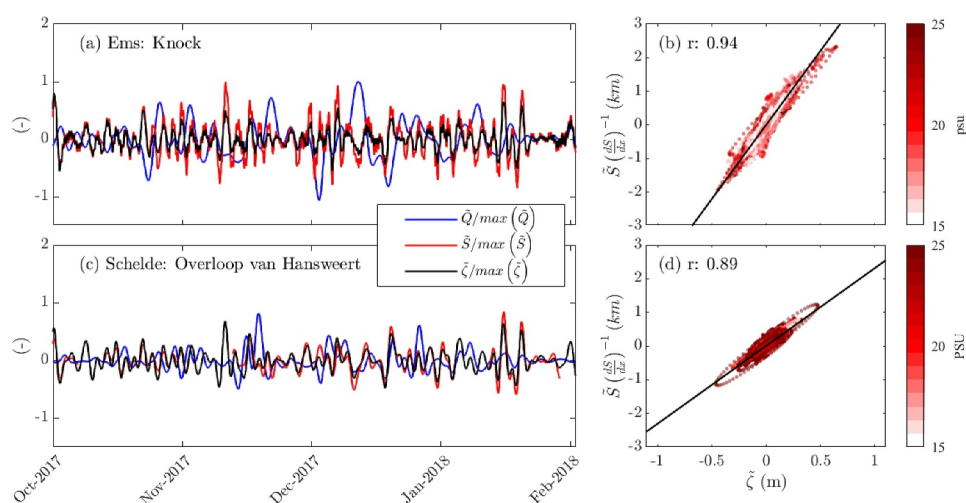 (a) Ems: Knock
2
1
0
-1
(-)
(b) r: 0.94
3
2
1
0
-1
-2
-3
S̃ (dS/dx)⁻¹ (km)
25
20
15
psu
Q̃/max (Q̃)
S̃/max (S̃)
ζ̃/max (ζ̃)
(c) Schelde: Overloop van Hansweert
2
1
0
-1
(-)
Oct-2017
Nov-2017
Dec-2017
Jan-2018
Feb-2018
(d) r: 0.89
3
2
1
0
-1
-2
-3
S̃ (dS/dx)⁻¹ (km)
-1
-0.5
0
0.5
1
ζ̃ (m)
25
20
15
PSU